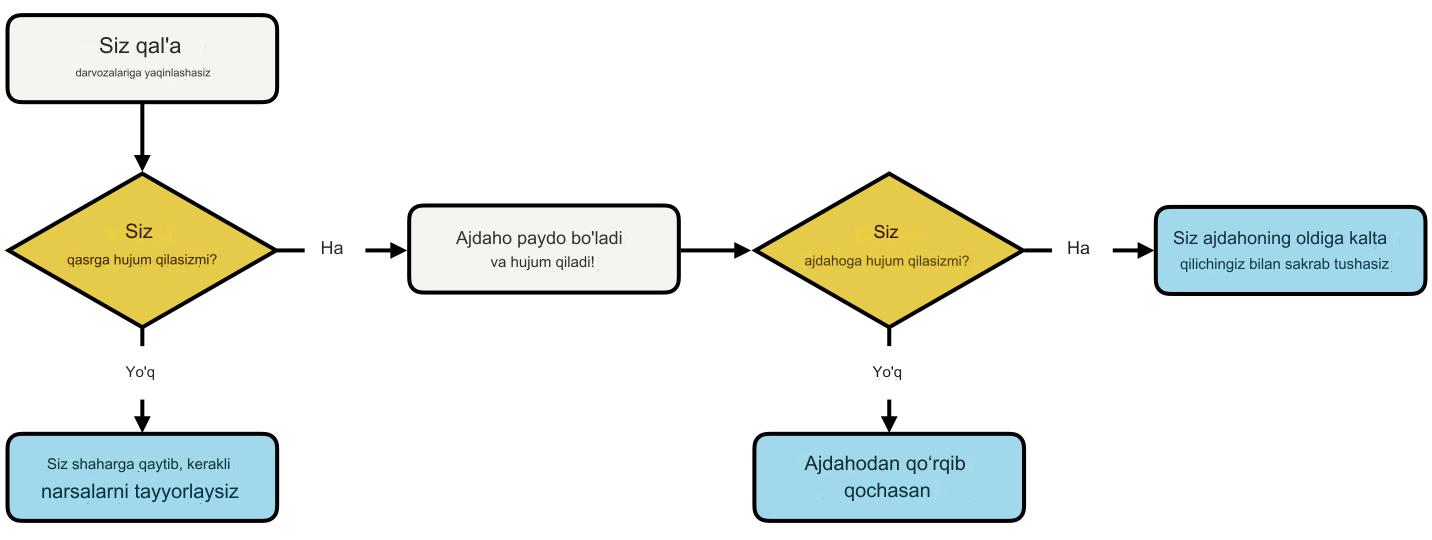 Siz qal'a
darvozalariga yaqinlashasiz
Siz
qasrga hujum qilasizmi?
Ha
Ajdaho paydo bo'ladi
va hujum qiladi!
Siz
ajdahoga hujum qilasizmi?
Ha
Siz ajdahoning oldiga kalta
qilichingiz bilan sakrab tushasiz
Yo'q
Yo'q
Siz shaharga qaytib, kerakli
narsalarni tayyorlaysiz
Ajdahodan qo‘rqib
qochasan